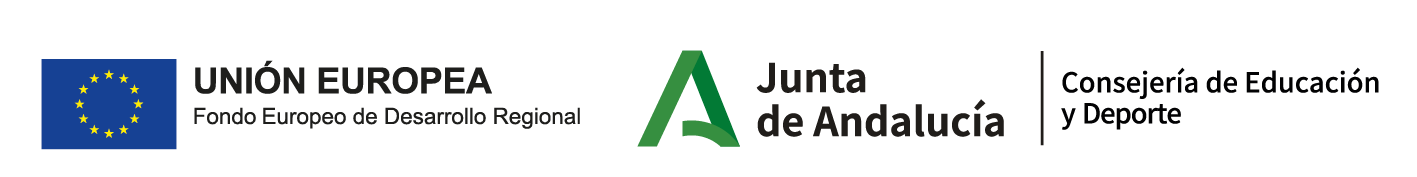 UNIÓN EUROPEA
Fondo Europeo de Desarrollo Regional
Junta
de Andalucía
Consejería de Educación
y Deporte